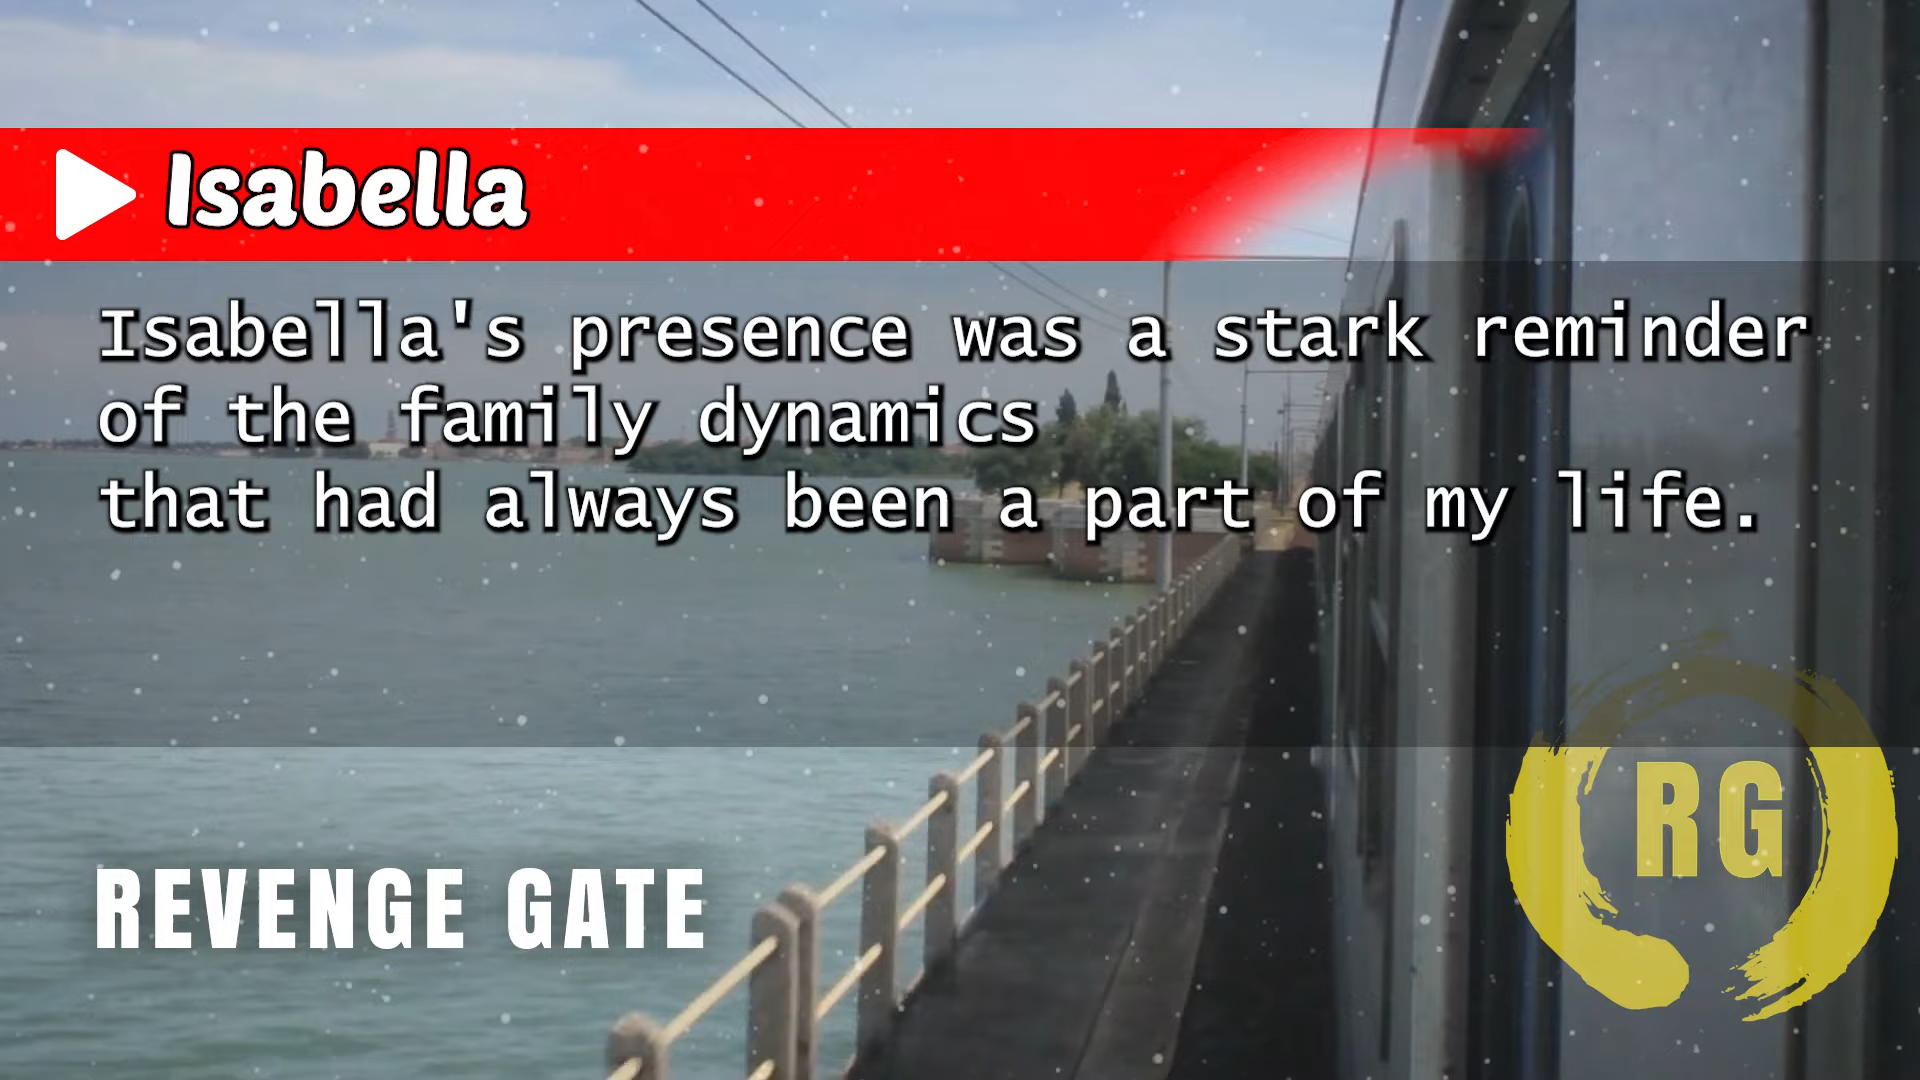 Isabella
Isabella's presence was a stark reminder
of the family dynamics
that had always been a part of my life.
RG
REVENGE GATE